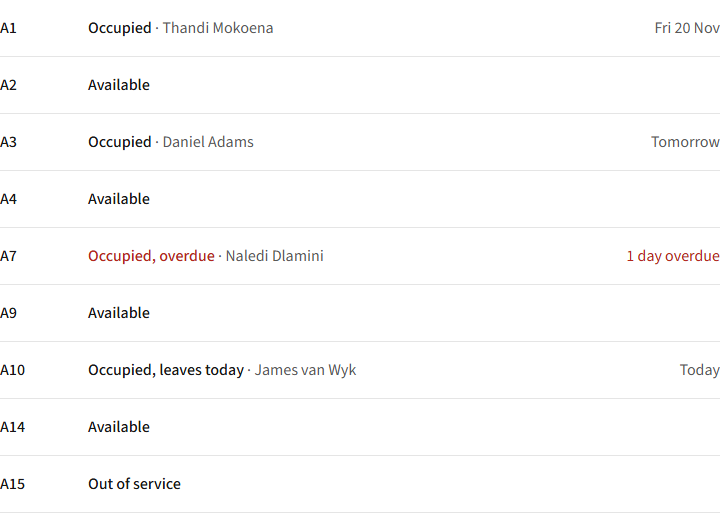 A1 Occupied · Thandi Mokoena Fri 20 Nov
A2 Available
A3 Occupied · Daniel Adams Tomorrow
A4 Available
A7 Occupied, overdue · Naledi Dlamini 1 day overdue
A9 Available
A10 Occupied, leaves today · James van Wyk Today
A14 Available
A15 Out of service